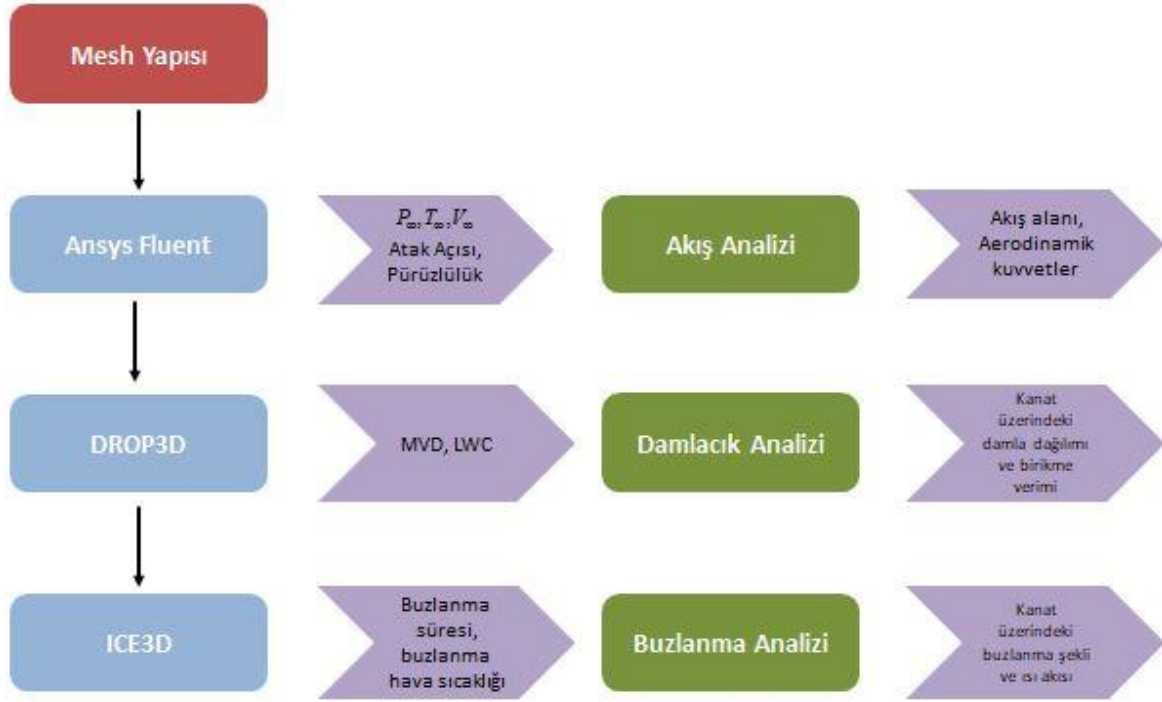 Mesh Yapısı
Ansys Fluent
P∞,T∞,V∞
Atak Açısı,
Pürüzlülük
Akış Analizi
Akış alanı,
Aerodinamik
kuvvetler
DROP3D
MVD, LWC
Damlacık Analizi
Kanat
üzerindeki
damla dağılımı
ve birikme
verimi
ICE3D
Buzlanma
süresi,
buzlanma
hava sıcaklığı
Buzlanma Analizi
Kanat
üzerindeki
buzlanma şekli
ve ısı akısı